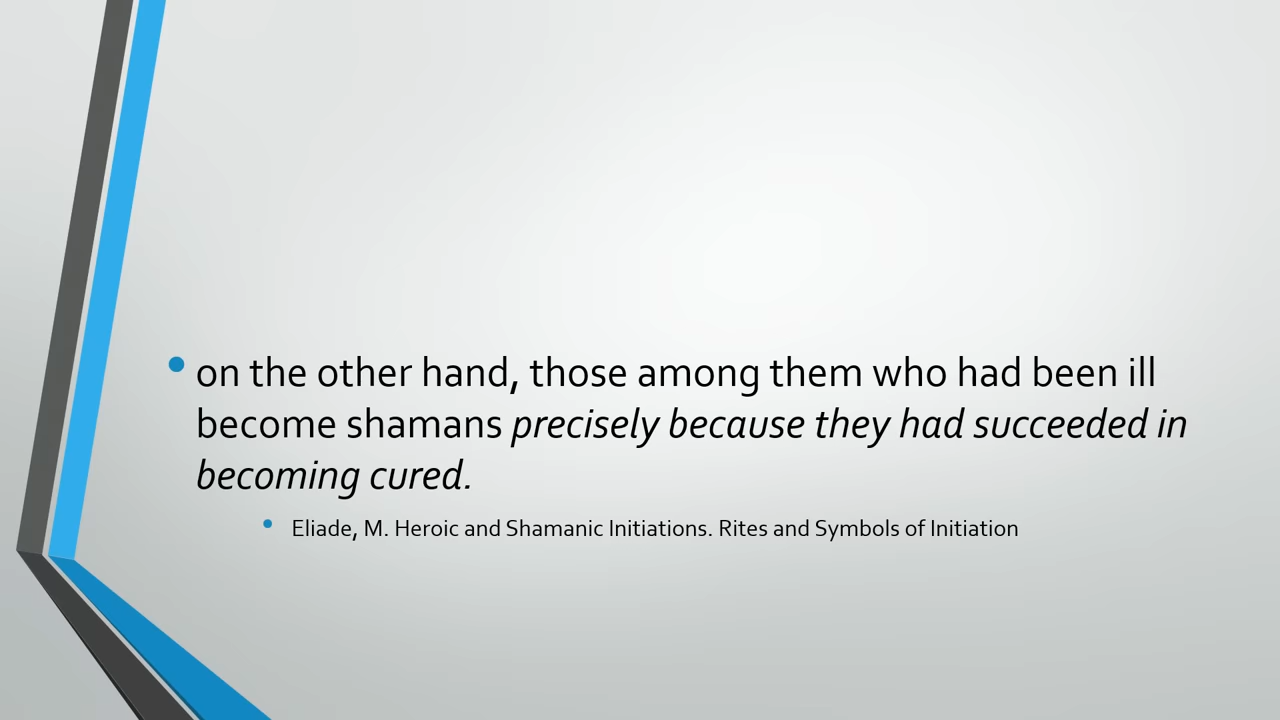 on the other hand, those among them who had been ill
become shamans precisely because they had succeeded in
becoming cured.
Eliade, M. Heroic and Shamanic Initiations. Rites and Symbols of Initiation